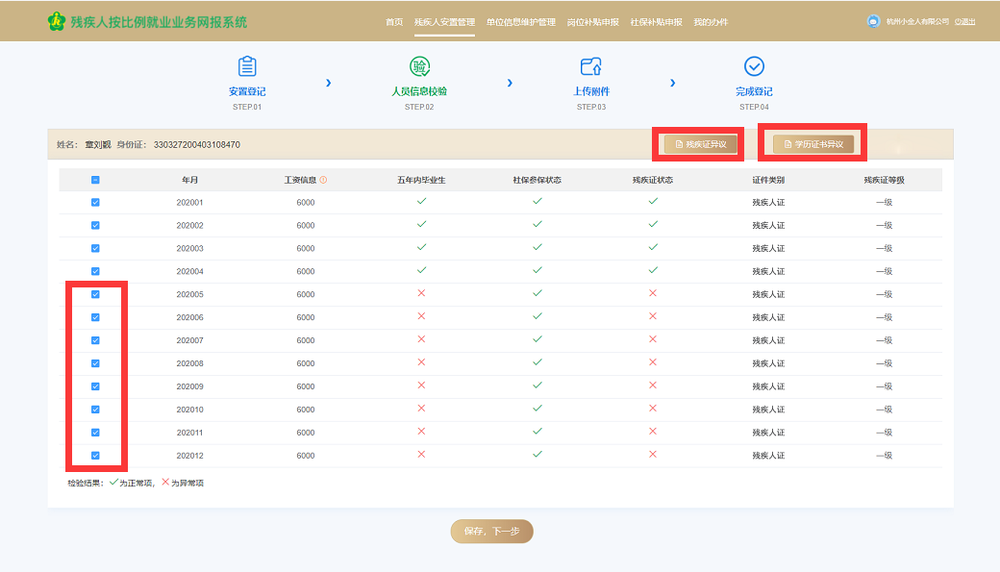 残疾人按比例就业业务网报系统
首页 残疾人安置管理 单位信息维护管理 岗位补贴申报 社保补贴申报 我的办件
杭州小金人有限公司 退出
安置登记 人员信息校验 上传附件 完成登记
STEP.01 STEP.02 STEP.03 STEP.04
姓名: 章刘觐 身份证: 330327200403108470
残疾证异议 学历证书异议
年月 工资信息 五年内毕业生 社保参保状态 残疾证状态 证件类别 残疾证等级
202001 6000 残疾人证 一级
202002 6000 残疾人证 一级
202003 6000 残疾人证 一级
202004 6000 残疾人证 一级
202005 6000 残疾人证 一级
202006 6000 残疾人证 一级
202007 6000 残疾人证 一级
202008 6000 残疾人证 一级
202009 6000 残疾人证 一级
202010 6000 残疾人证 一级
202011 6000 残疾人证 一级
202012 6000 残疾人证 一级
检验结果: ✓为正常项, ×为异常项
保存，下一步